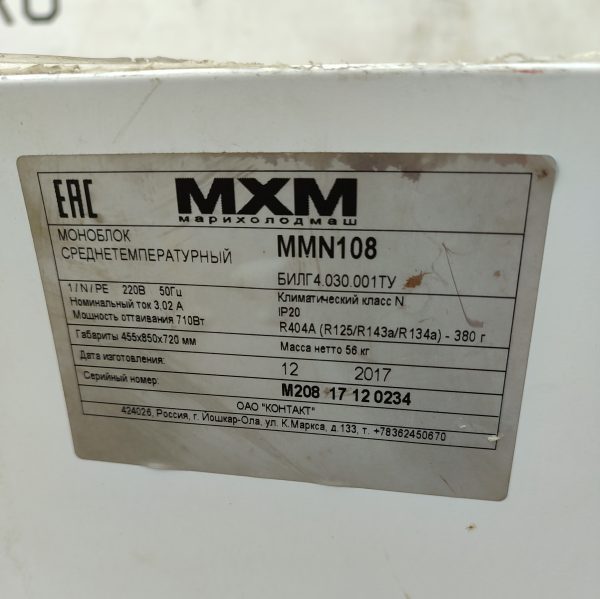 EAC
МХМ
марихолодмаш
МОНОБЛОК
СРЕДНЕТЕМПЕРАТУРНЫЙ
MMN108
БИЛГ4.030.001ТУ
1/N/PE 220В 50Гц
Номинальный ток 3.02 А
Мощность оттаивания 710Вт
Климатический класс N
IP20
R404A (R125/R143a/R134a) - 380 г
Габариты 455х850х720 мм
Масса нетто 56 кг
Дата изготовления:
12 2017
Серийный номер:
M208 17 12 0234
ОАО "КОНТАКТ"
424026, Россия, г. Йошкар-Ола, ул. К.Маркса, д.133, т. +78362450670